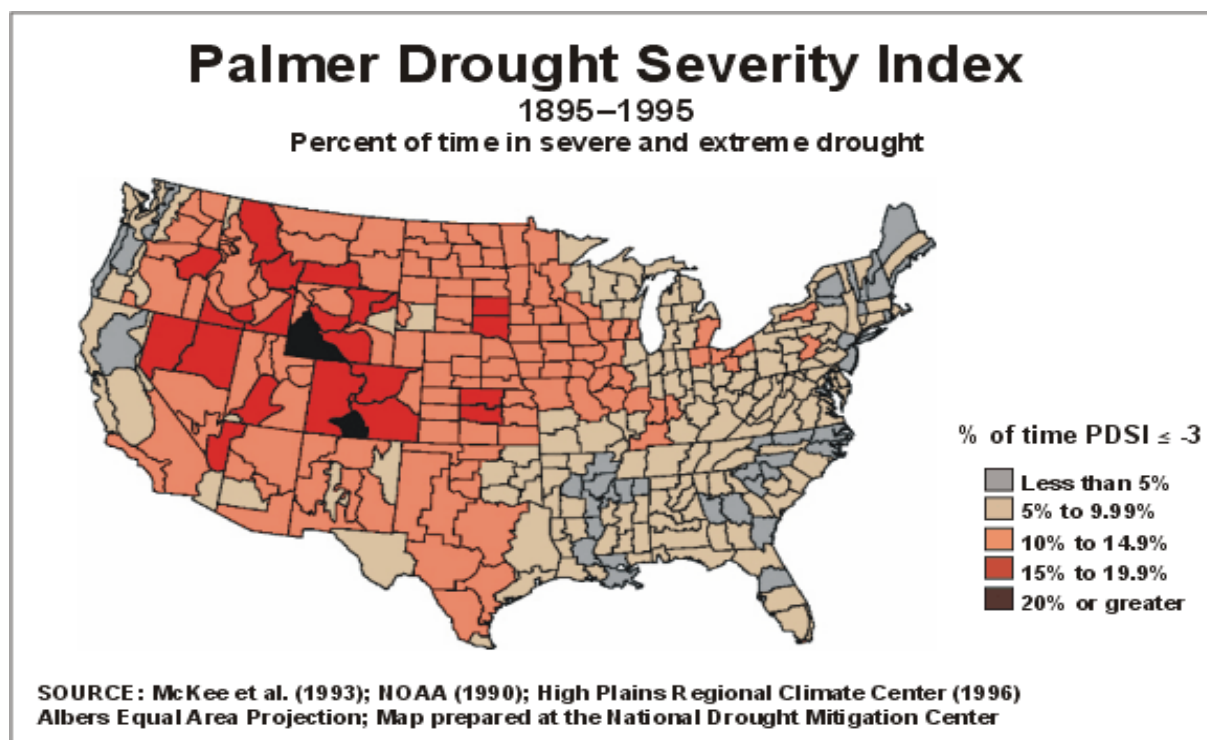 Palmer Drought Severity Index
1895–1995
Percent of time in severe and extreme drought
% of time PDSI ≤ -3
Less than 5%
5% to 9.99%
10% to 14.9%
15% to 19.9%
20% or greater
SOURCE: McKee et al. (1993); NOAA (1990); High Plains Regional Climate Center (1996)
Albers Equal Area Projection; Map prepared at the National Drought Mitigation Center